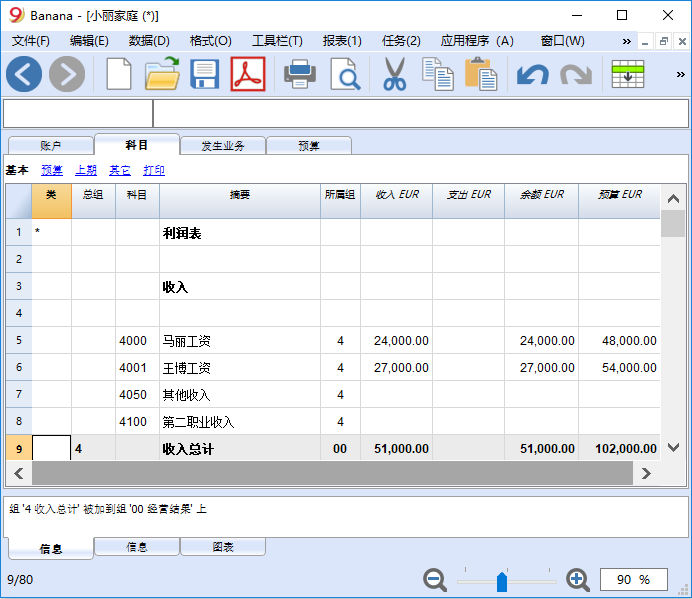 Banana - [小丽家庭 (*)]
文件(F) 编辑(E) 数据(D) 格式(O) 工具栏(T) 报表(1) 任务(2) 应用程序 (A) 窗口(W) »
»
账户 科目 发生业务 预算
基本 预算 上期 其它 打印
类 总组 科目 摘要 所属组 收入 EUR 支出 EUR 余额 EUR 预算 EUR
1 * 利润表
2
3 收入
4
5 4000 马丽工资 4 24,000.00 24,000.00 48,000.00
6 4001 王博工资 4 27,000.00 27,000.00 54,000.00
7 4050 其他收入 4
8 4100 第二职业收入 4
9 4 收入总计 00 51,000.00 51,000.00 102,000.00
组 '4 收入总计' 被加到组 '00 经营结果' 上
信息 信息 图表
9/80 90 %